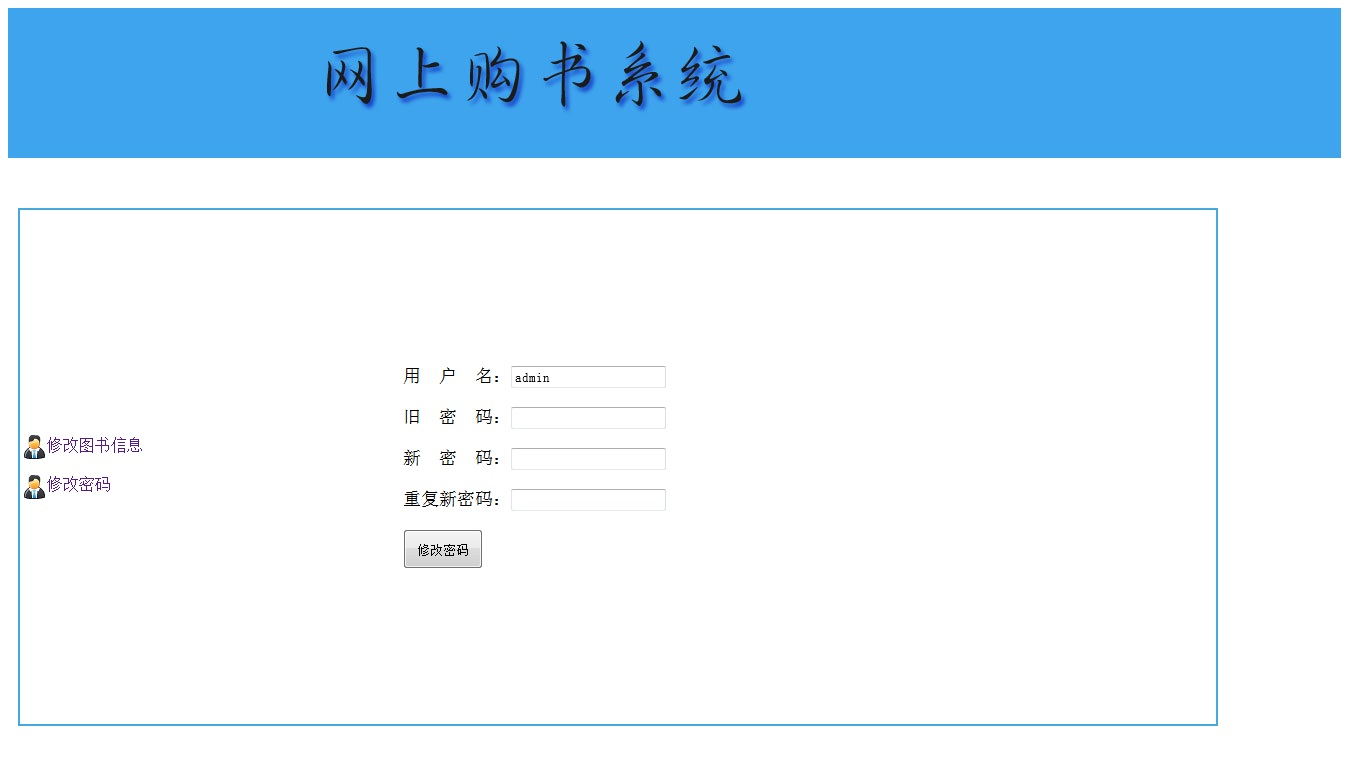 网上购书系统
修改图书信息
修改密码
用 户 名： admin
旧 密 码：
新 密 码：
重复新密码：
修改密码